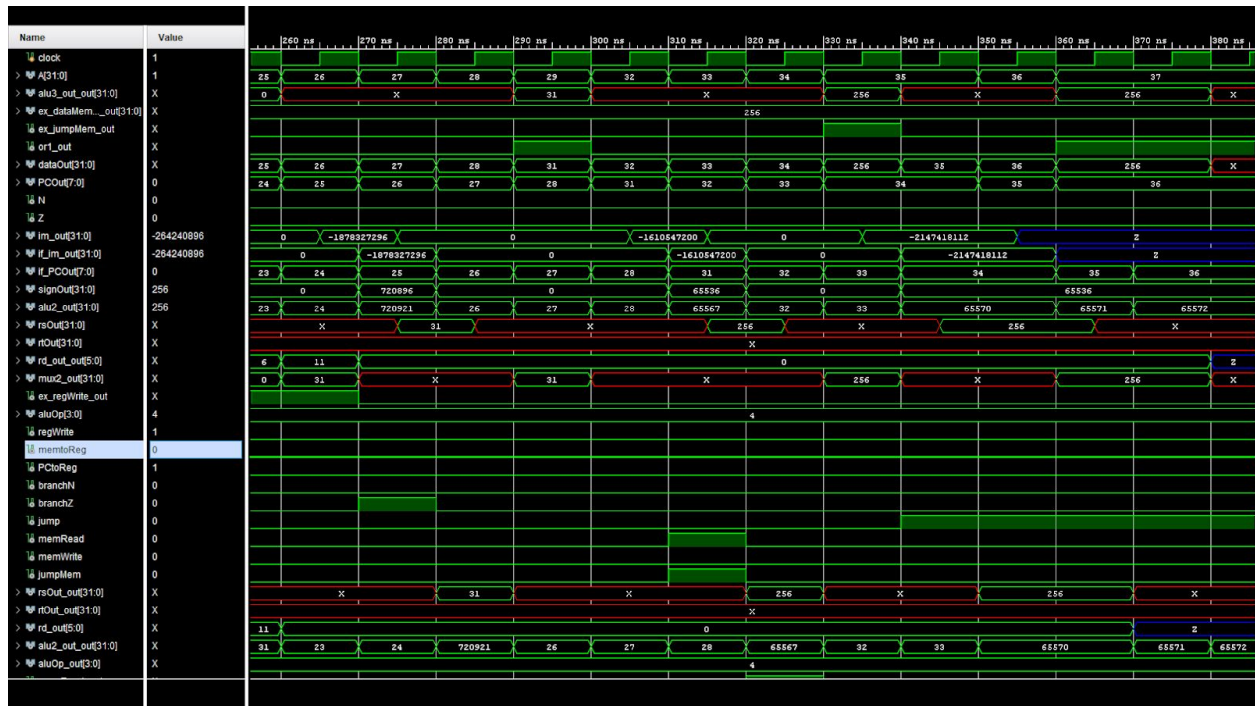 Name Value
260 ns 270 ns 280 ns 290 ns 300 ns 310 ns 320 ns 330 ns 340 ns 350 ns 360 ns 370 ns 380 ns
clock 1
A[31:0] 1 25 26 27 28 29 32 33 34 35 36 37
alu3_out_out[31:0] X 0 X 31 X 256 X 256 X
ex_dataMem..._out[31:0] X 256
ex_jumpMem_out X
or1_out X
dataOut[31:0] X 25 26 27 28 31 32 33 34 256 35 36 256 X
PCOut[7:0] 0 24 25 26 27 28 31 32 33 34 35 36
N 0
Z 0
im_out[31:0] -264240896 0 -1878327296 0 -1610547200 0 -2147418112 Z
if_im_out[31:0] -264240896 0 -1878327296 0 -1610547200 0 -2147418112 Z
if_PCOut[7:0] 0 23 24 25 26 27 28 31 32 33 34 35 36
signOut[31:0] 256 0 720896 0 65536 0 65536
alu2_out[31:0] 256 23 24 720921 26 27 28 65567 32 33 65570 65571 65572
rsOut[31:0] X X 31 X 256 X 256 X
rtOut[31:0] X X
rd_out_out[5:0] X 6 11 0 Z
mux2_out[31:0] X 0 31 X 31 X 256 X 256 X
ex_regWrite_out X
aluOp[3:0] 4 4
regWrite 1
memtoReg 0
PCtoReg 1
branchN 0
branchZ 0
jump 0
memRead 0
memWrite 0
jumpMem 0
rsOut_out[31:0] X X 31 X 256 X 256 X
rtOut_out[31:0] X X
rd_out[5:0] X 11 0 Z
alu2_out_out[31:0] X 31 23 24 720921 26 27 28 65567 32 33 65570 65571 65572
aluOp_out[3:0] X 4